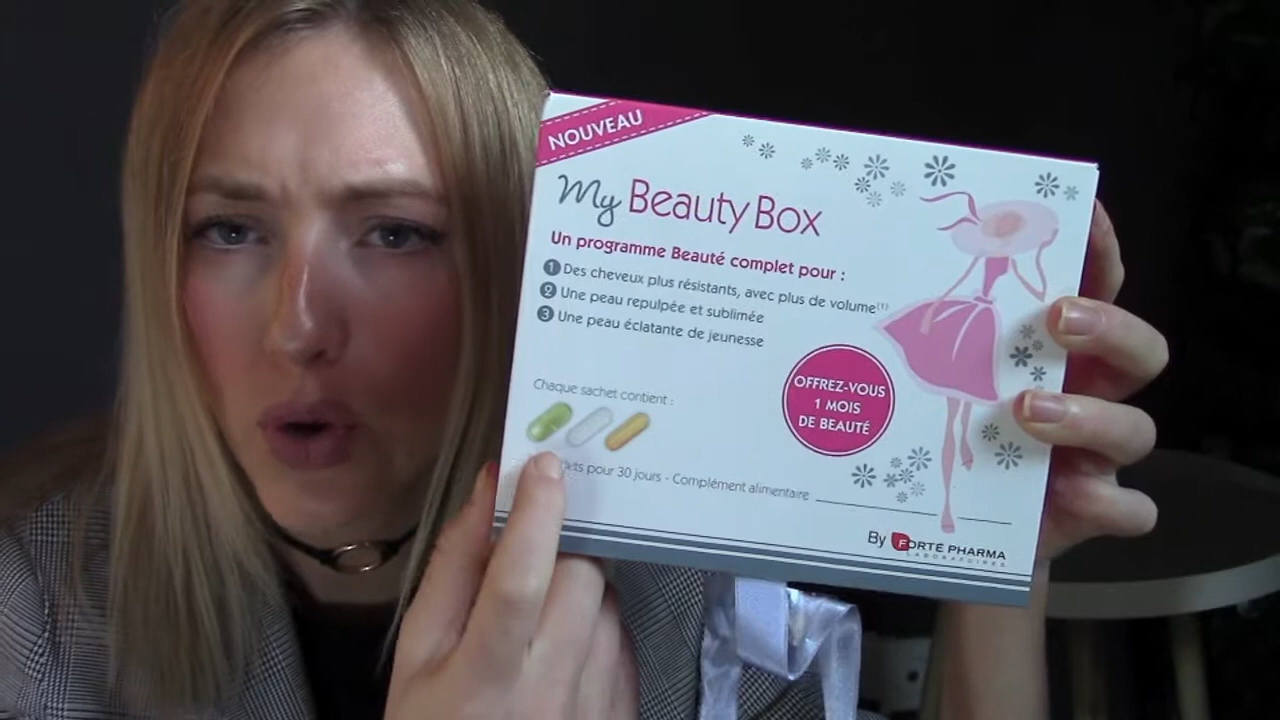 NOUVEAU
My Beauty Box
Un programme Beauté complet pour :
1 Des cheveux plus résistants, avec plus de volume(1)
2 Une peau repulpée et sublimée
3 Une peau éclatante de jeunesse
OFFREZ-VOUS
1 MOIS
DE BEAUTÉ
Chaque sachet contient :
pour 30 jours - Complément alimentaire
By FORTÉ PHARMA
LABORATOIRES